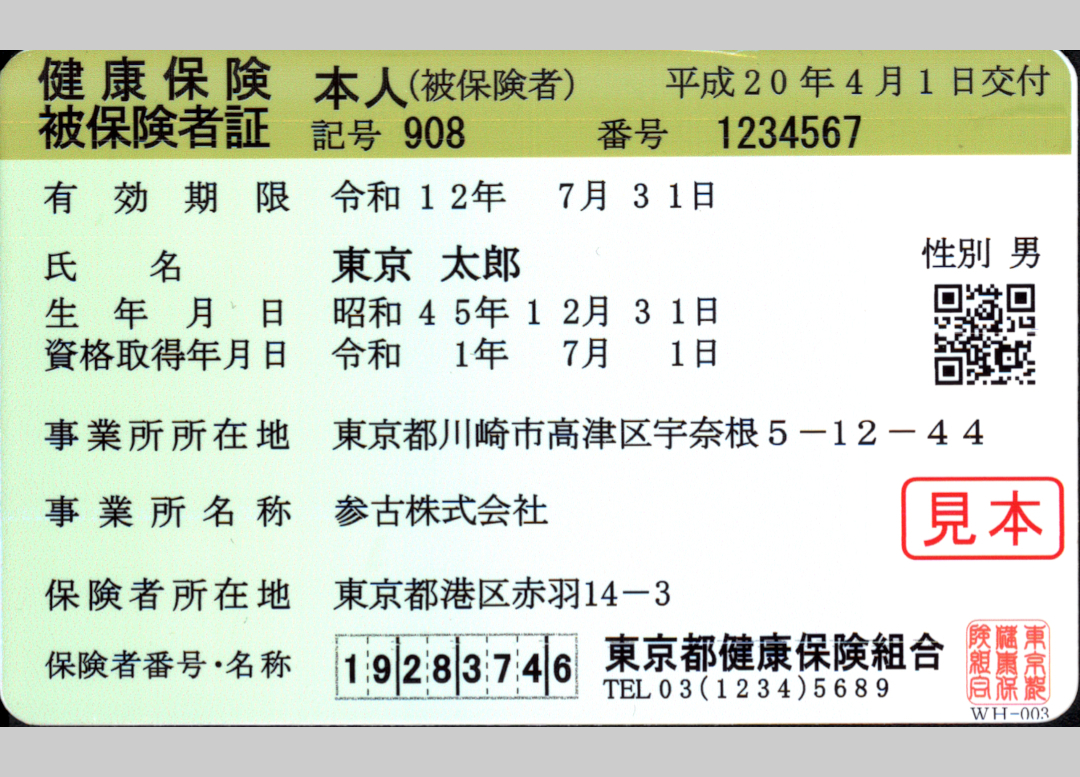 健康保険 本人(被保険者) 平成20年4月1日交付
被保険者証 記号 908 番号 1234567
有効期限 令和12年 7月31日
氏名 東京 太郎 性別 男
生年月日 昭和45年12月31日
資格取得年月日 令和 1年 7月 1日
事業所所在地 東京都川崎市高津区宇奈根5-12-44
事業所名称 参古株式会社
見本
保険者所在地 東京都港区赤羽14-3
保険者番号・名称 19283746 東京都健康保険組合
TEL03(1234)5689
東京都健康保険組合
WH-003